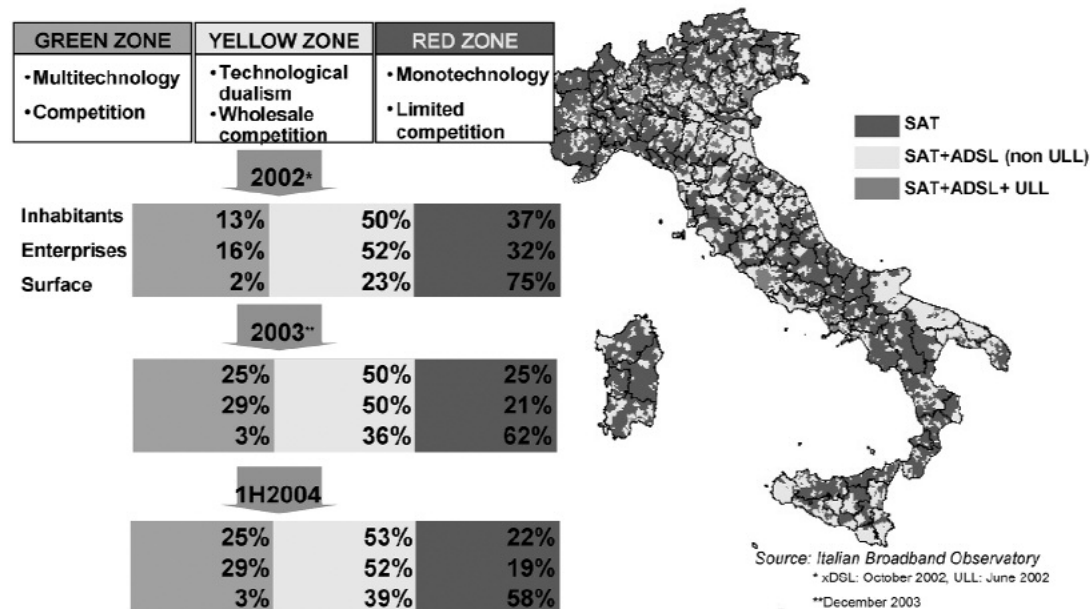 GREEN ZONE YELLOW ZONE RED ZONE
•Multitechnology
•Competition
•Technological
dualism
•Wholesale
competition
•Monotechnology
•Limited
competition
2002*
Inhabitants 13% 50% 37%
Enterprises 16% 52% 32%
Surface 2% 23% 75%
2003**
25% 50% 25%
29% 50% 21%
3% 36% 62%
1H2004
25% 53% 22%
29% 52% 19%
3% 39% 58%
SAT
SAT+ADSL (non ULL)
SAT+ADSL+ ULL
Source: Italian Broadband Observatory
* xDSL: October 2002, ULL: June 2002
**December 2003